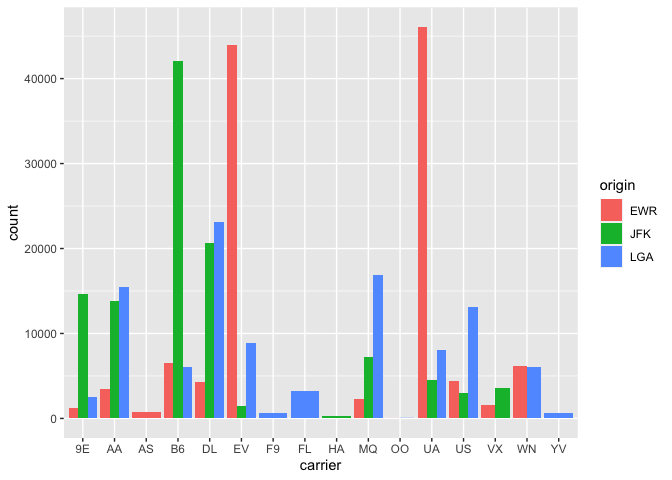 40000
30000
20000
10000
0
count
9E AA AS B6 DL EV F9 FL HA MQ OO UA US VX WN YV
carrier
origin
EWR
JFK
LGA